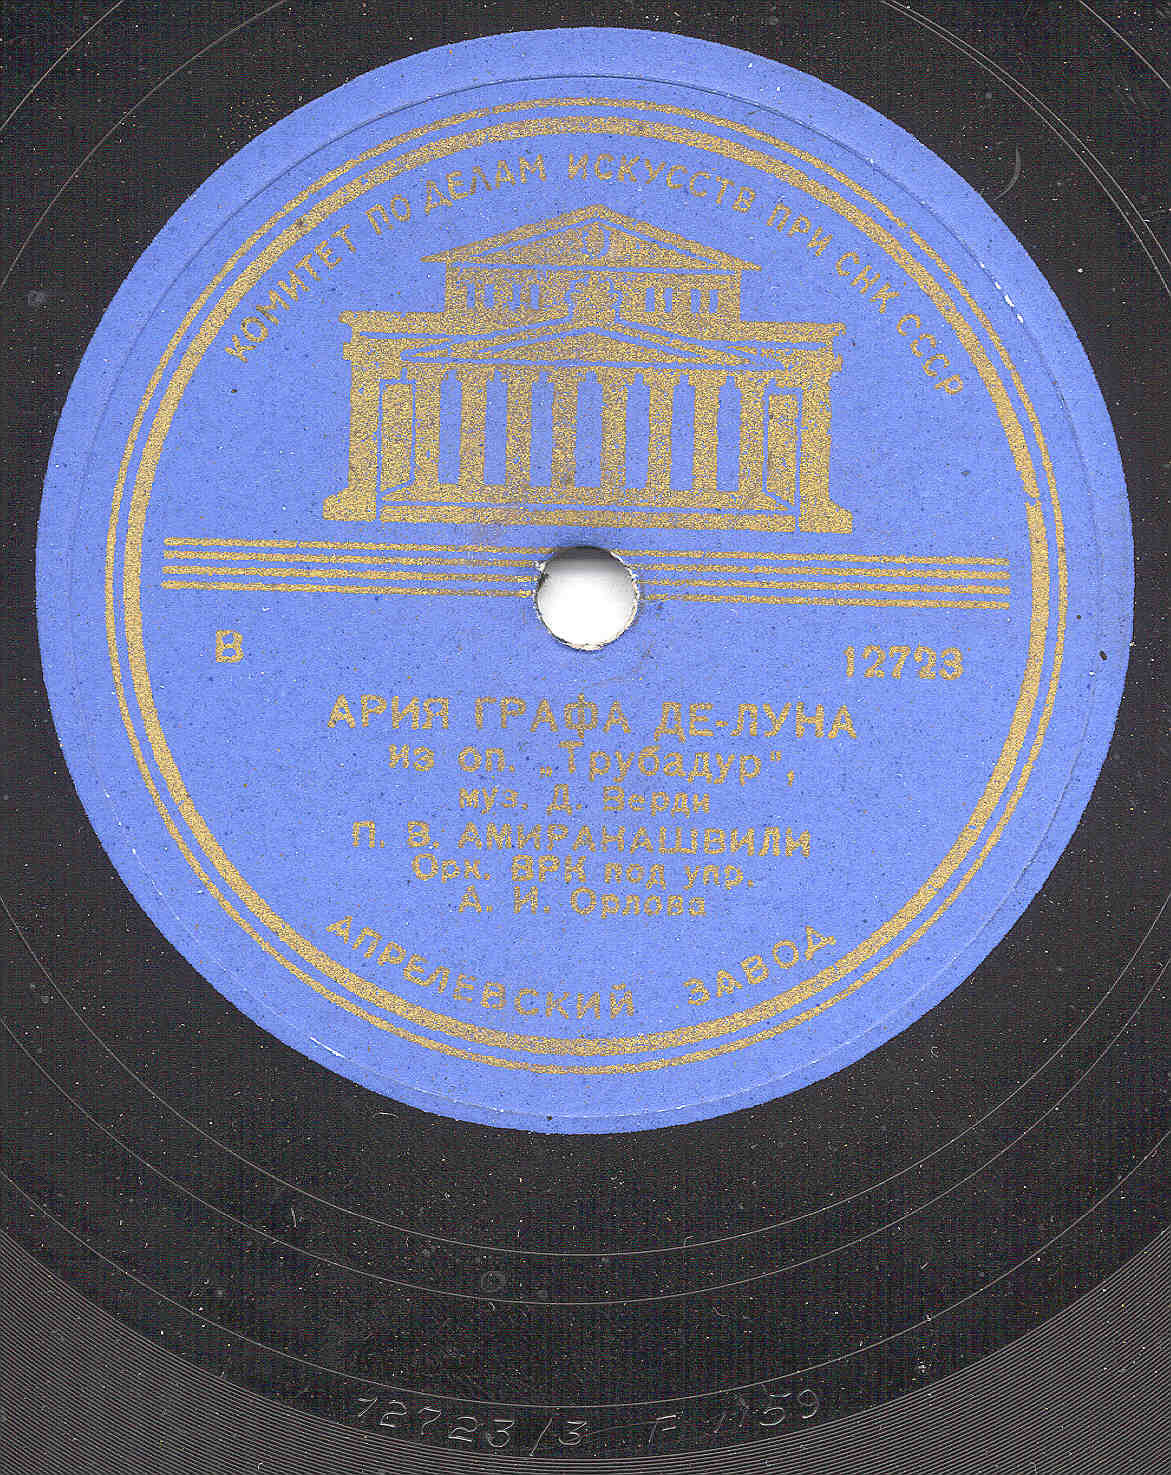 КОМИТЕТ ПО ДЕЛАМ ИСКУССТВ ПРИ СНК СССР
В
12723
АРИЯ ГРАФА ДЕ-ЛУНА
из оп. „Трубадур",
муз. Д. Верди
П. В. АМИРАНАШВИЛИ
Орк. ВРК под упр.
А. И. Орлова
АПРЕЛЕВСКИЙ ЗАВОД
12723/3 F 1159